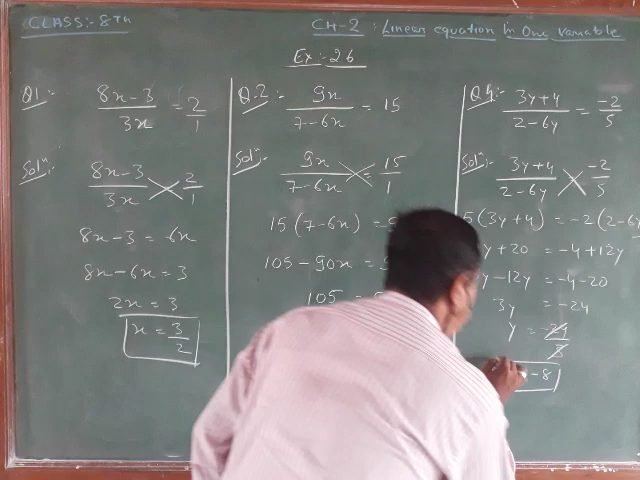 CLASS:- 8Th
CH-2 : Linear equation In One variable
Ex:- 2.6
Q1:- (8x-3)/3x = 2/1
Solⁿ:- (8x-3)/3x = 2/1
8x-3 = 6x
8x-6x = 3
2x = 3
x = 3/2
Q.2:- 9x/(7-6x) = 15
Solⁿ:- 9x/(7-6x) = 15/1
15(7-6x) =
105-90x =
105 =
Q4:- (3y+4)/(2-6y) = -2/5
Solⁿ:- (3y+4)/(2-6y) -2/5
5(3y+4) = -2(2-6y
y+20 = -4+12y
y-12y = -4-20
3y = -24
y = -24/3
-8